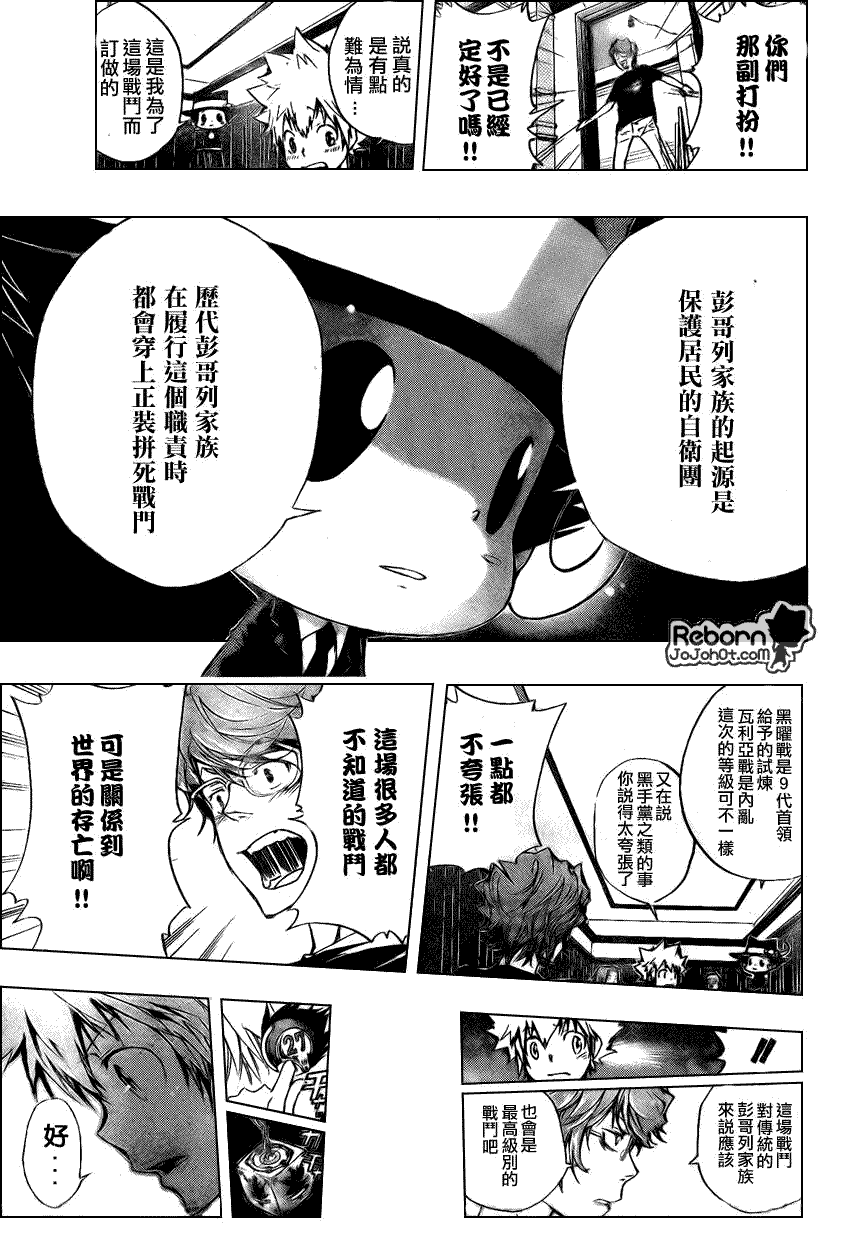 你們
那副打扮!!
不是已經
定好了嗎!!
說真的
是有點
難為情…
這是我為了
這場戰鬥而
訂做的
彭哥列家族的起源是
保護居民的自衛團
歷代彭哥列家族
在履行這個職責時
都會穿上正裝拼死戰鬥
Reborn
JoJoHOt.com
黑曜戰是9代首領
給予的試煉
瓦利亞戰是內亂
這次的等級可不一樣
又在説
黑手黨之類的事
你説得太夸張了
一點都
不夸張!!
這場很多人都
不知道的戰鬥
可是關係到
世界的存亡啊!!
這場戰鬥
對傳統的
彭哥列家族
來説應該
也會是
最高級別的
戰鬥吧
27
好...